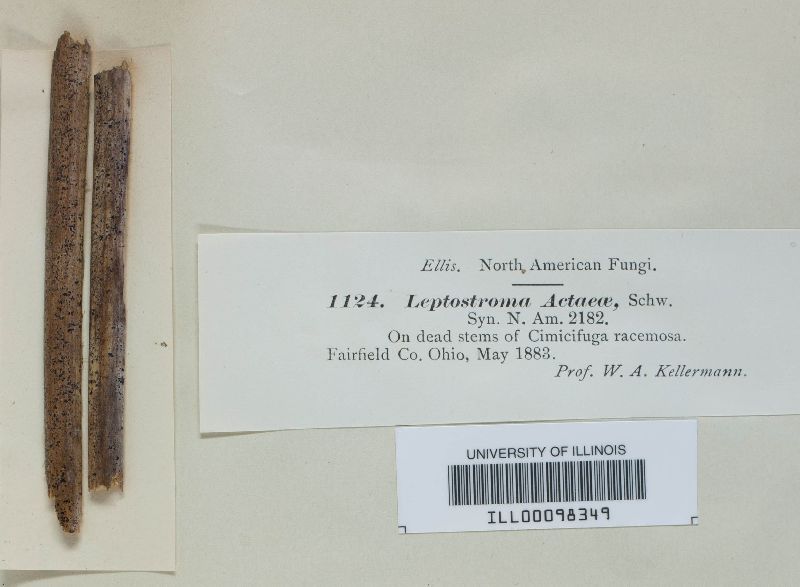 Ellis. North American Fungi.
1124. Leptostroma Actaeæ, Schw.
Syn. N. Am. 2182.
On dead stems of Cimicifuga racemosa.
Fairfield Co. Ohio, May 1883.
Prof. W. A. Kellermann.
UNIVERSITY OF ILLINOIS
ILL00098349